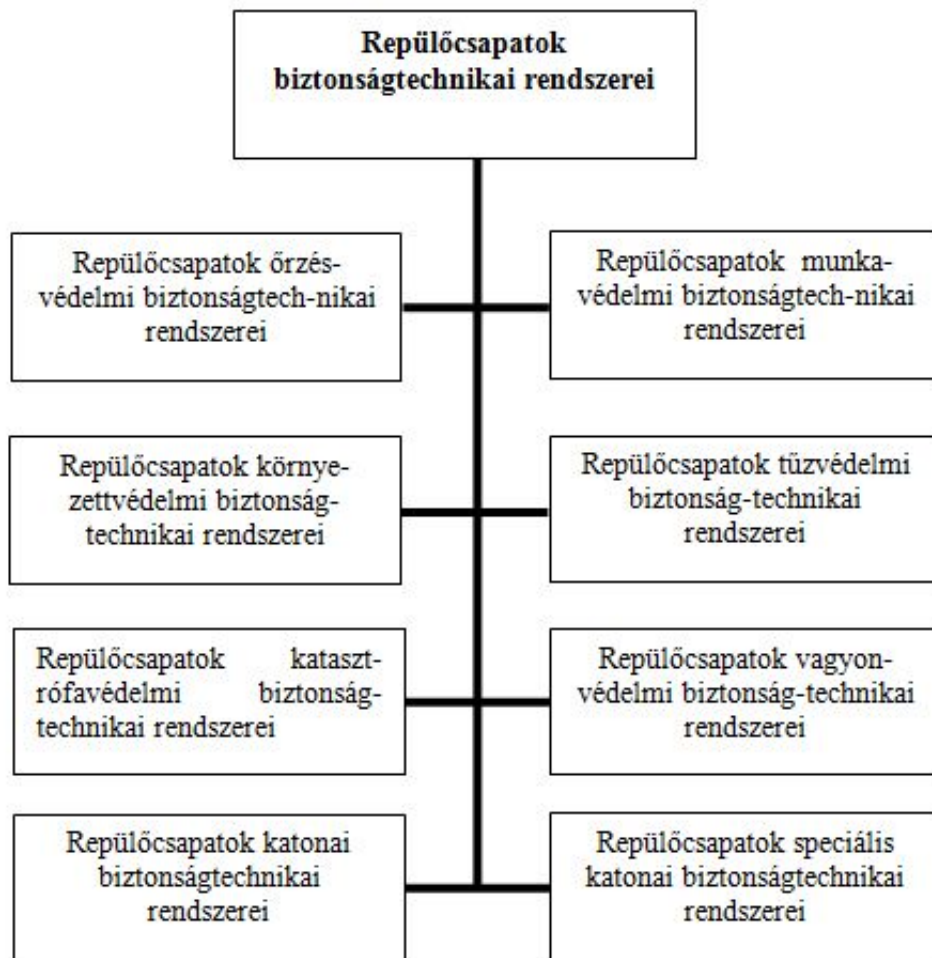 Repülőcsapatok
biztonságtechnikai rendszerei
Repülőcsapatok őrzés-
védelmi biztonságtech-nikai
rendszerei
Repülőcsapatok munka-
védelmi biztonságtech-nikai
rendszerei
Repülőcsapatok környe-
zettvédelmi biztonság-
technikai rendszerei
Repülőcsapatok tűzvédelmi
biztonság-technikai
rendszerei
Repülőcsapatok kataszt-
rófavédelmi biztonság-
technikai rendszerei
Repülőcsapatok vagyon-
védelmi biztonság-technikai
rendszerei
Repülőcsapatok katonai
biztonságtechnikai
rendszerei
Repülőcsapatok speciális
katonai biztonságtechnikai
rendszerei